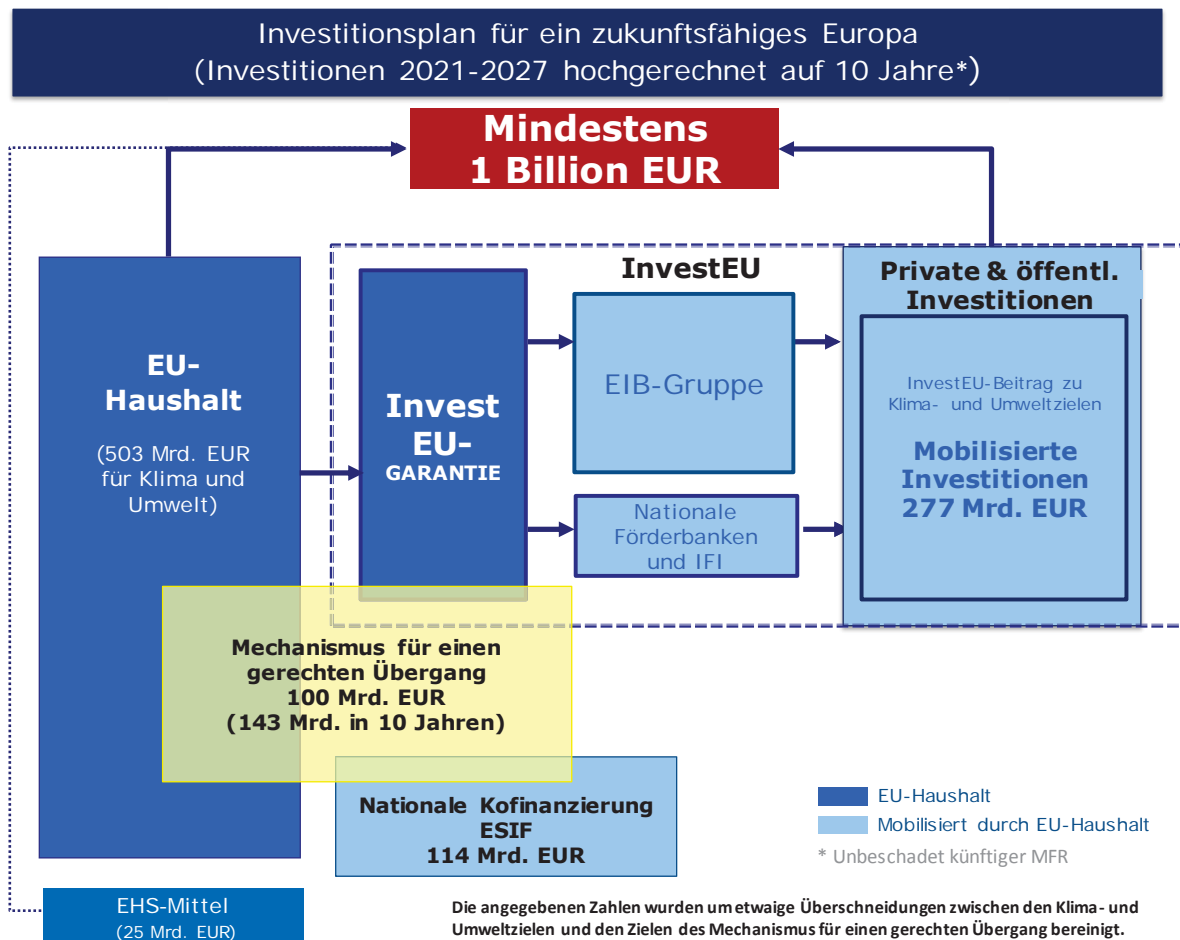 Investitionsplan für ein zukunftsfähiges Europa
(Investitionen 2021-2027 hochgerechnet auf 10 Jahre*)
Mindestens
1 Billion EUR
EU-
Haushalt
(503 Mrd. EUR
für Klima und
Umwelt)
Invest
EU-
GARANTIE
InvestEU
EIB-Gruppe
Nationale
Förderbanken
und IFI
Private & öffentl.
Investitionen
InvestEU-Beitrag zu
Klima- und Umweltzielen
Mobilisierte
Investitionen
277 Mrd. EUR
Mechanismus für einen
gerechten Übergang
100 Mrd. EUR
(143 Mrd. in 10 Jahren)
Nationale Kofinanzierung
ESIF
114 Mrd. EUR
EU-Haushalt
Mobilisiert durch EU-Haushalt
* Unbeschadet künftiger MFR
EHS-Mittel
(25 Mrd. EUR)
Die angegebenen Zahlen wurden um etwaige Überschneidungen zwischen den Klima- und
Umweltzielen und den Zielen des Mechanismus für einen gerechten Übergang bereinigt.